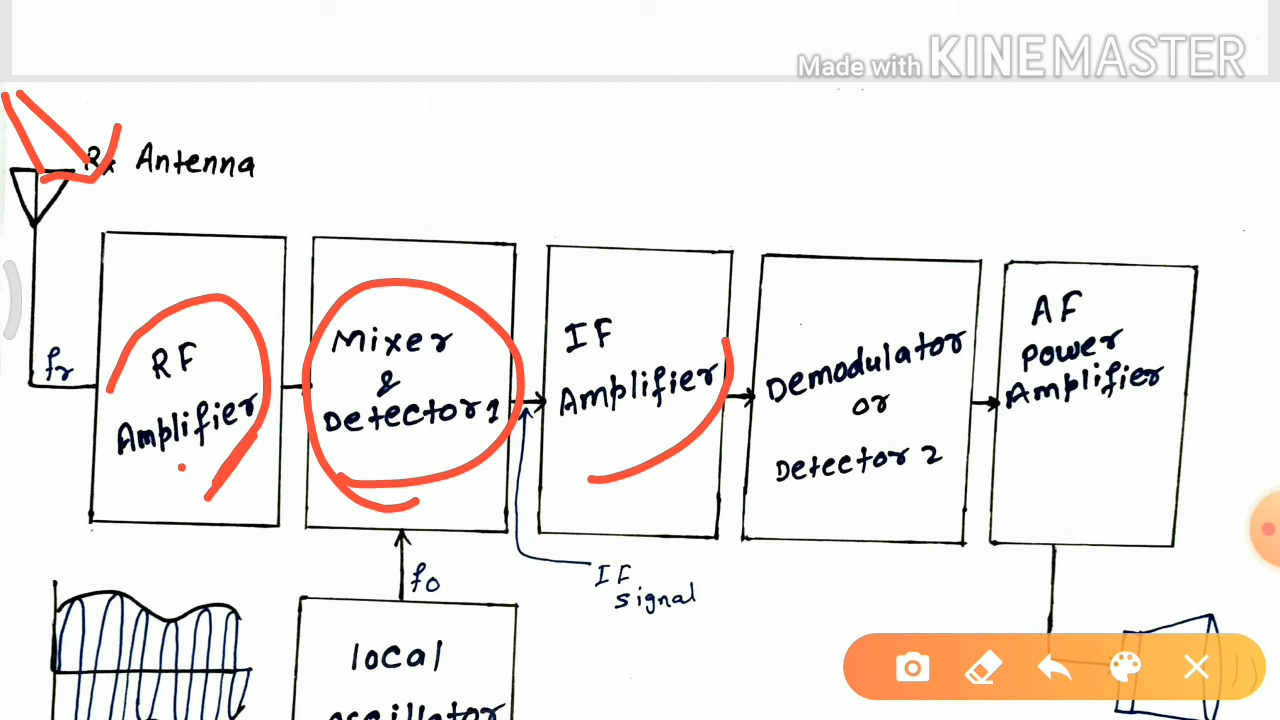 Made with KINEMASTER
Rx Antenna
fr
RF
Amplifier
Mixer
&
Detector 1
IF
Amplifier
Demodulator
or
Detector 2
AF
Power
Amplifier
fo
IF
signal
local
oscillator